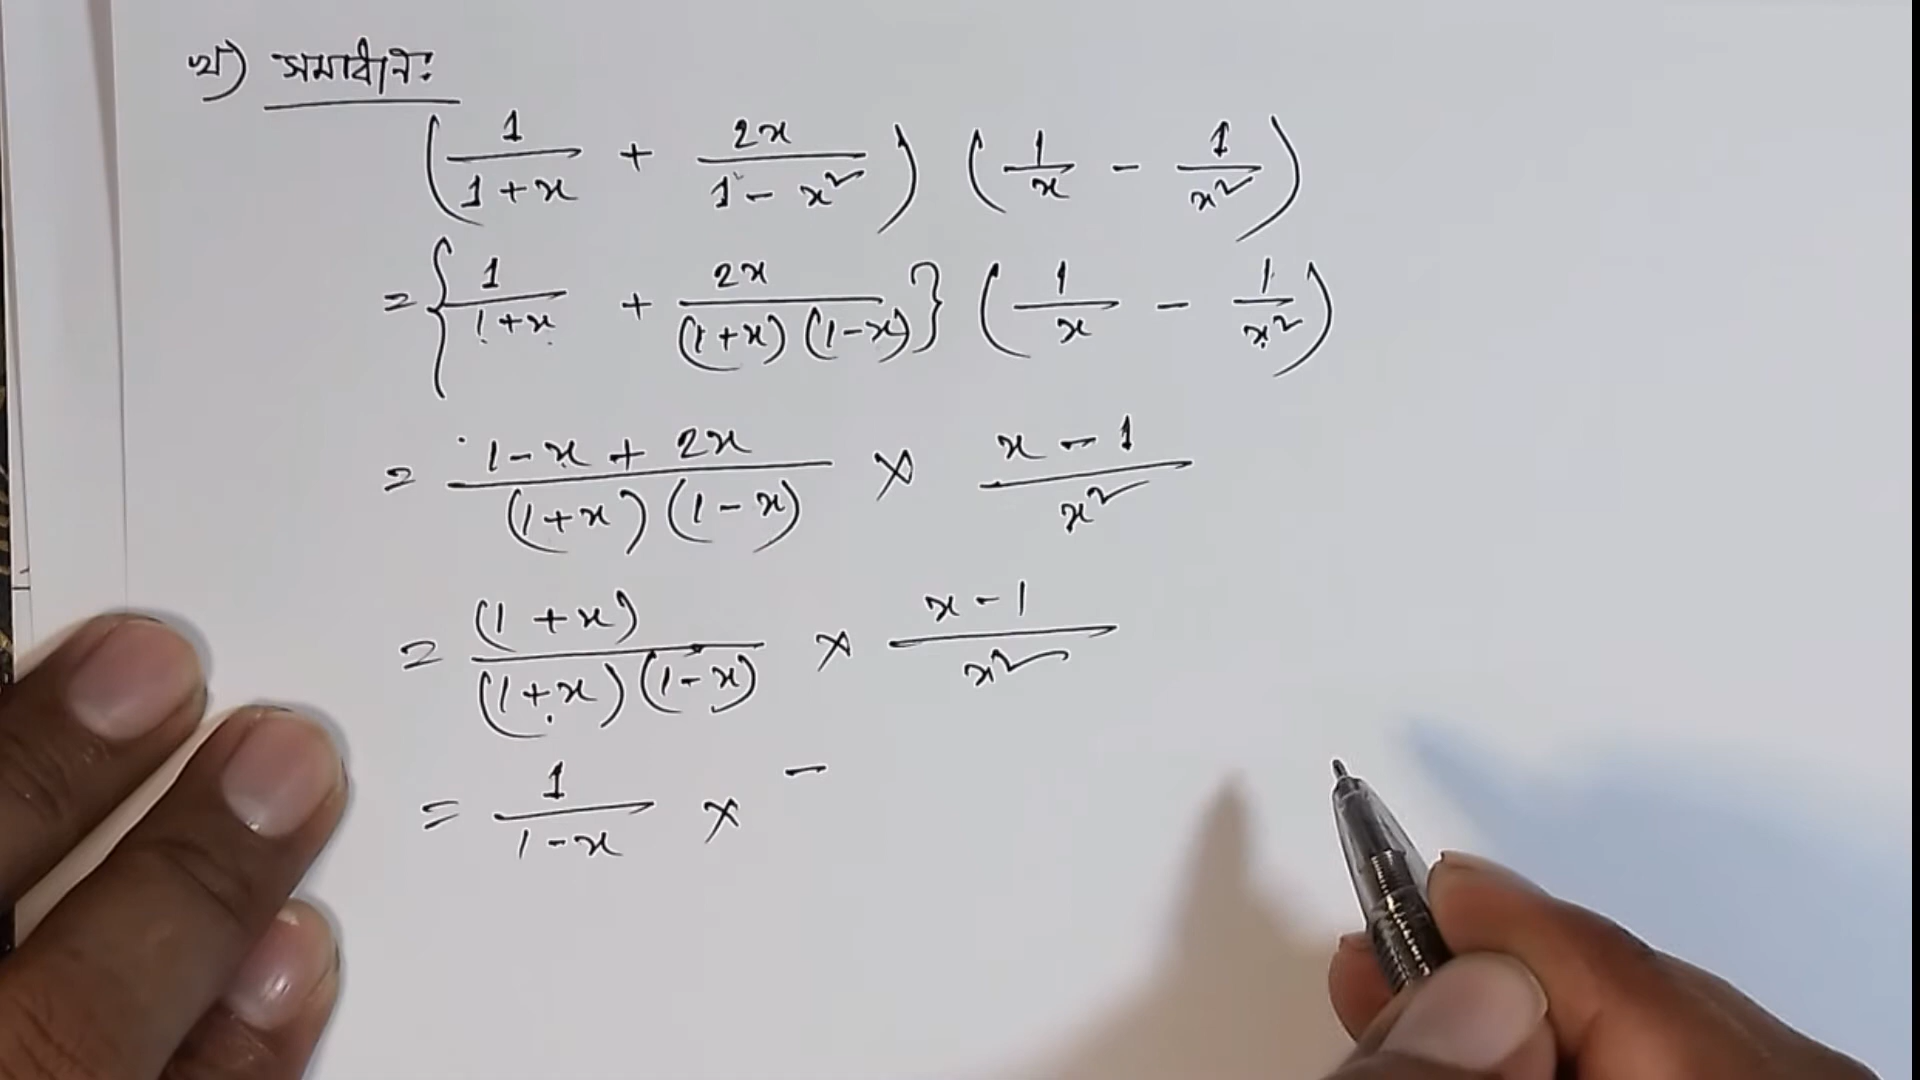 খ) সমাধান:
(1/(1+x) + 2x/(1-x²)) (1/x - 1/x²)
= {1/(1+x) + 2x/((1+x)(1-x))} (1/x - 1/x²)
= (1-x+2x)/((1+x)(1-x)) × (x-1)/x²
= (1+x)/((1+x)(1-x)) × (x-1)/x²
= 1/(1-x) × -